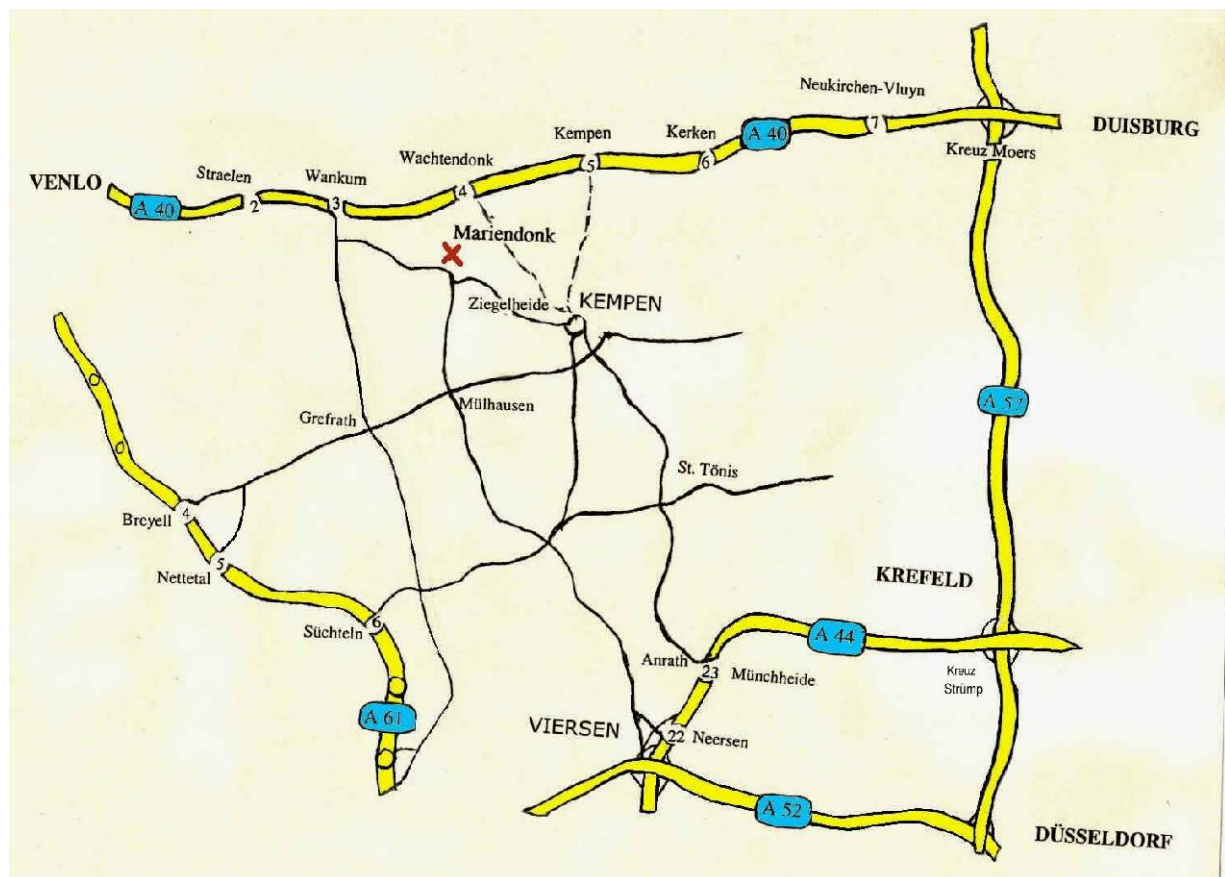 Neukirchen-Vluyn
7
DUISBURG
Kreuz Moers
Kempen
5
Kerken
6
A 40
Wachtendonk
4
Straelen
2
Wankum
3
VENLO
A 40
Mariendonk
Ziegelheide
KEMPEN
Mülhausen
Grefrath
A 57
St. Tönis
Breyell
4
Nettetal
5
Süchteln
6
KREFELD
A 44
Anrath
23
Münchheide
Kreuz
Strümp
A 61
VIERSEN
22
Neersen
A 52
DÜSSELDORF